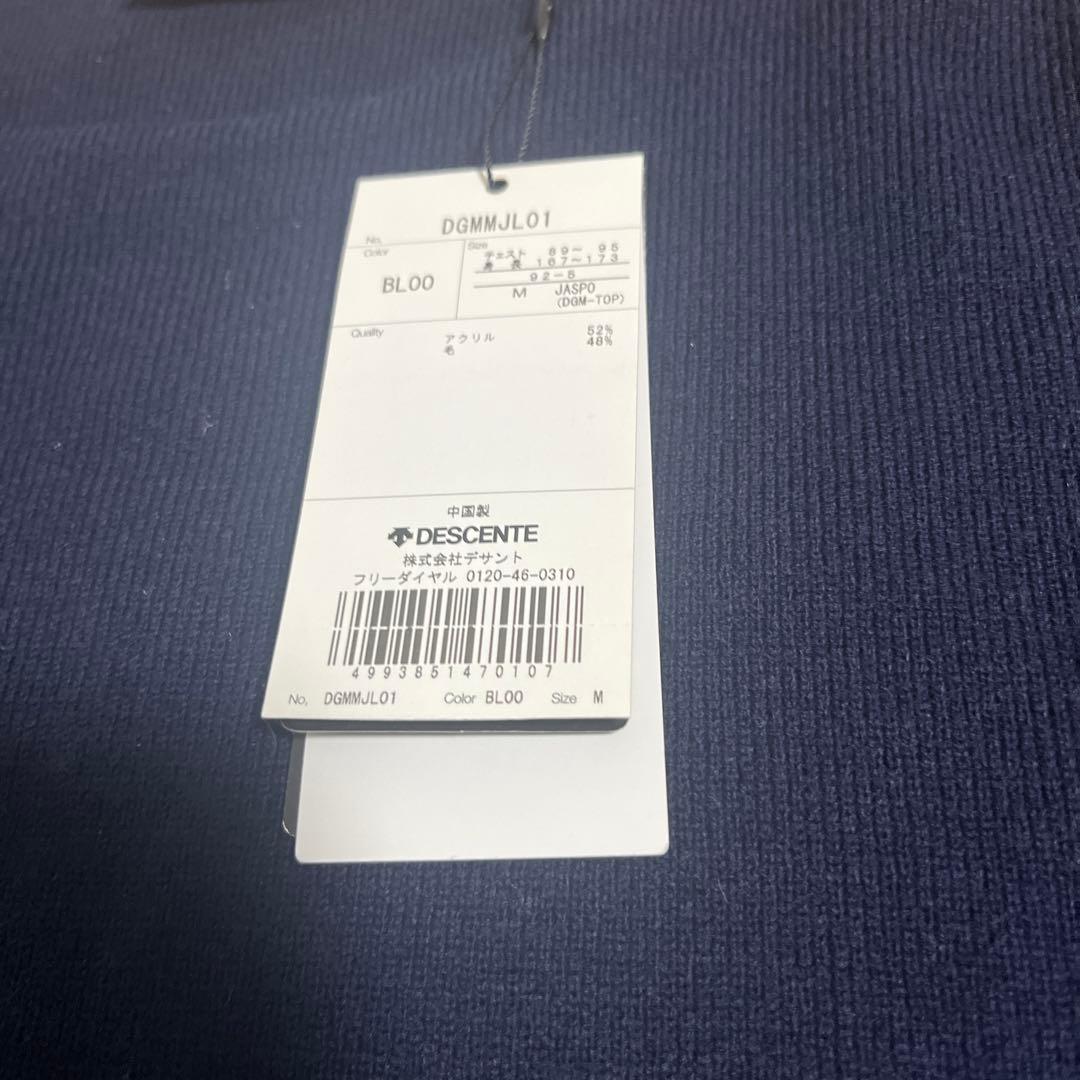 No. DGMMJL01
Color BL00
Size
チェスト 89～ 95
身 長 167～173
92-5
M JASPO
(DGM-TOP)
Quality
アクリル 52%
毛 48%
中国製
DESCENTE
株式会社デサント
フリーダイヤル 0120-46-0310
4993851470107
No. DGMMJL01 Color BL00 Size M